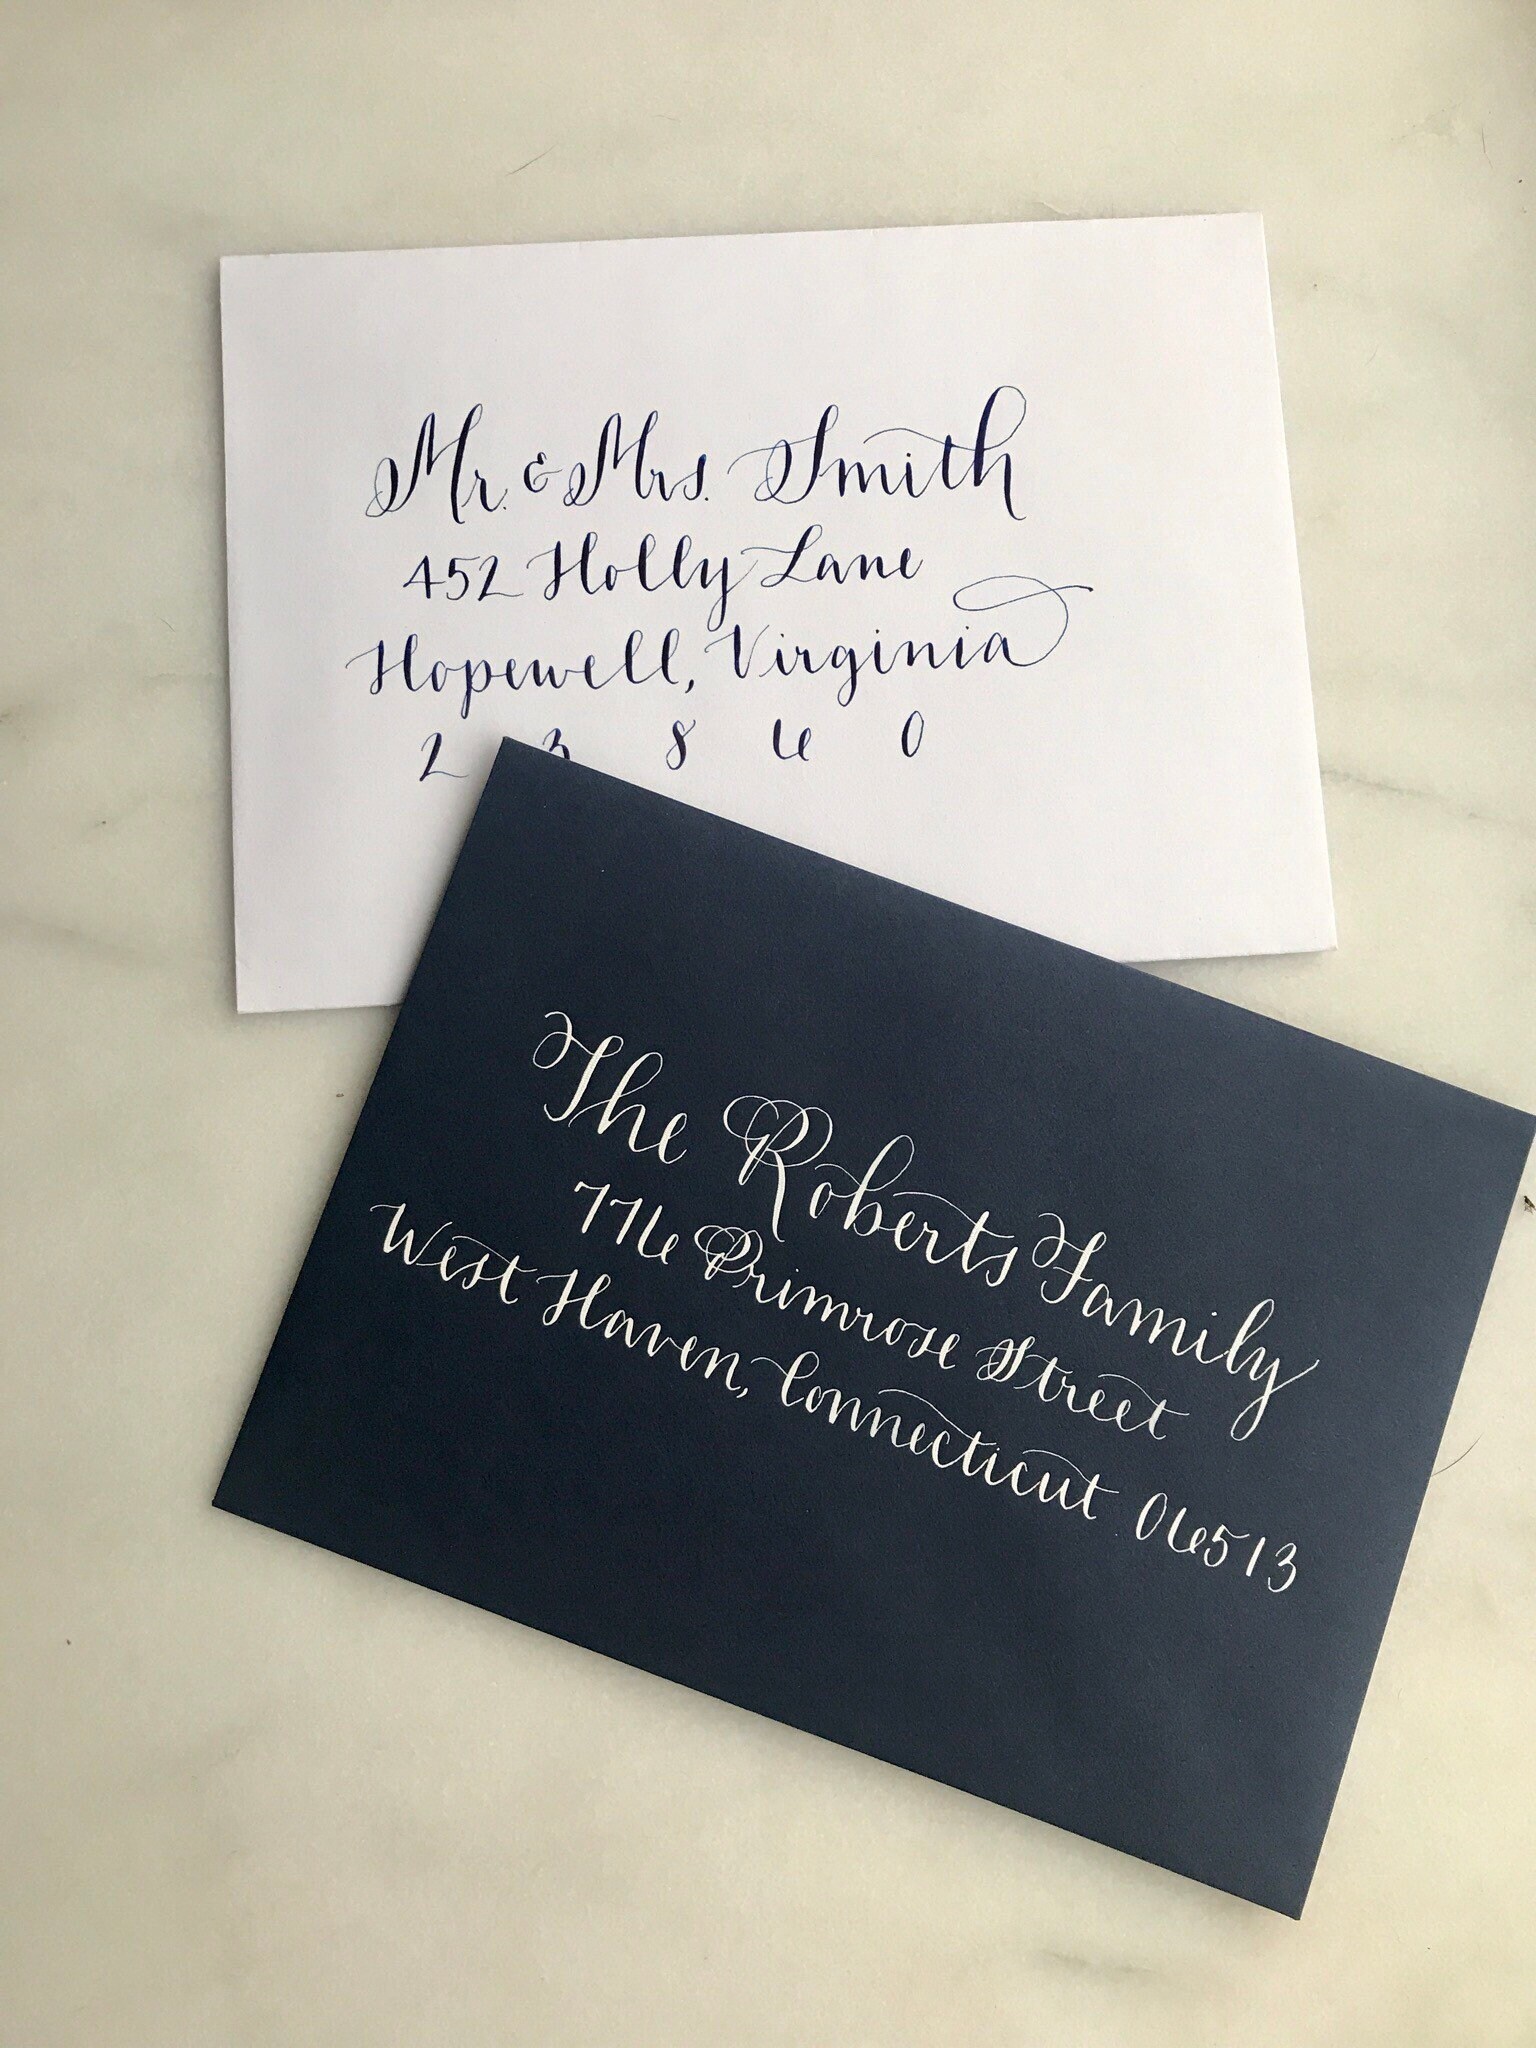 Mr. & Mrs. Smith
452 Holly Lane
Hopewell, Virginia
2 3 8 6 0
The Roberts Family
776 Primrose Street
West Haven, Connecticut 06513